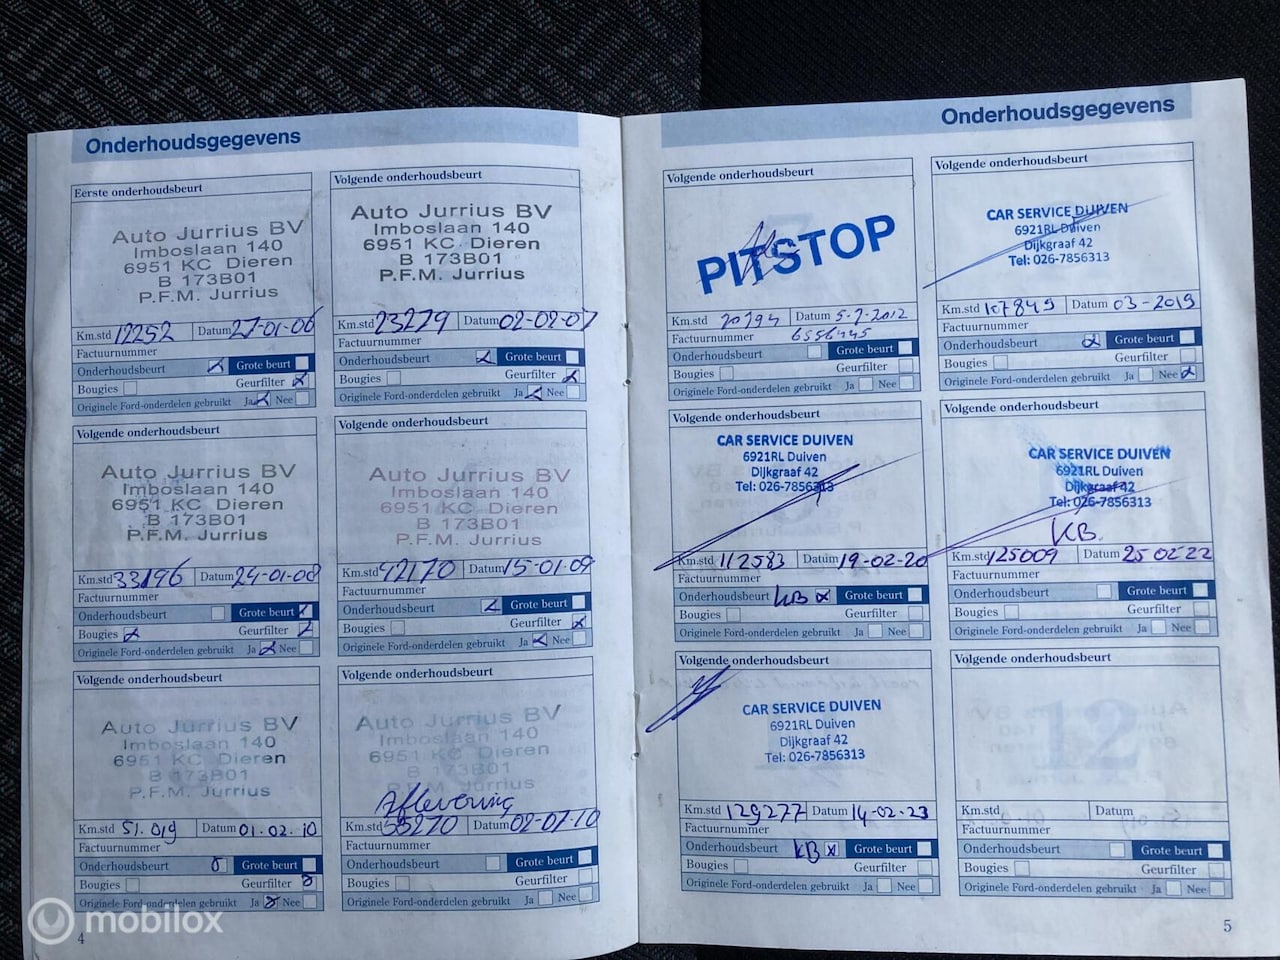 Onderhoudsgegevens
Eerste onderhoudsbeurt
Auto Jurrius BV
Imboslaan 140
6951 KC Dieren
B 173B01
P.F.M. Jurrius
Km.std 12252 Datum 27-01-06
Factuurnummer
Onderhoudsbeurt Grote beurt
Bougies Geurfilter
Originele Ford-onderdelen gebruikt Ja Nee
Volgende onderhoudsbeurt
Auto Jurrius BV
Imboslaan 140
6951 KC Dieren
B 173B01
P.F.M. Jurrius
Km.std 23279 Datum 02-02-07
Factuurnummer
Onderhoudsbeurt Grote beurt
Bougies Geurfilter
Originele Ford-onderdelen gebruikt Ja Nee
Volgende onderhoudsbeurt
Auto Jurrius BV
Imboslaan 140
6951 KC Dieren
B 173B01
P.F.M. Jurrius
Km.std 33196 Datum 24-01-08
Factuurnummer
Onderhoudsbeurt Grote beurt
Bougies Geurfilter
Originele Ford-onderdelen gebruikt Ja Nee
Volgende onderhoudsbeurt
Auto Jurrius BV
Imboslaan 140
6951 KC Dieren
B 173B01
P.F.M. Jurrius
Km.std 42170 Datum 15-01-09
Factuurnummer
Onderhoudsbeurt Grote beurt
Bougies Geurfilter
Originele Ford-onderdelen gebruikt Ja Nee
Volgende onderhoudsbeurt
Auto Jurrius BV
Imboslaan 140
6951 KC Dieren
B 173B01
P.F.M. Jurrius
Km.std 51.019 Datum 01.02.10
Factuurnummer
Onderhoudsbeurt Grote beurt
Bougies Geurfilter
Originele Ford-onderdelen gebruikt Ja Nee
Volgende onderhoudsbeurt
Auto Jurrius BV
Imboslaan 140
6951 KC Dieren
B 173B01
P.F.M. Jurrius
Aflevering
Km.std 55270 Datum 02-07-10
Factuurnummer
Onderhoudsbeurt Grote beurt
Bougies Geurfilter
Originele Ford-onderdelen gebruikt Ja Nee
4
Onderhoudsgegevens
Volgende onderhoudsbeurt
PITSTOP
Km.std 70794 Datum 5-7-2012
Factuurnummer 6556445
Onderhoudsbeurt Grote beurt
Bougies Geurfilter
Originele Ford-onderdelen gebruikt Ja Nee
Volgende onderhoudsbeurt
CAR SERVICE DUIVEN
6921RL Duiven
Dijkgraaf 42
Tel: 026-7856313
Km.std 107849 Datum 03-2019
Factuurnummer
Onderhoudsbeurt Grote beurt
Bougies Geurfilter
Originele Ford-onderdelen gebruikt Ja Nee
Volgende onderhoudsbeurt
CAR SERVICE DUIVEN
6921RL Duiven
Dijkgraaf 42
Tel: 026-7856313
Km.std 112583 Datum 19-02-20
Factuurnummer
Onderhoudsbeurt KB Grote beurt
Bougies Geurfilter
Originele Ford-onderdelen gebruikt Ja Nee
Volgende onderhoudsbeurt
CAR SERVICE DUIVEN
6921RL Duiven
Dijkgraaf 42
Tel: 026-7856313
KB.
Km.std 125009 Datum 25 02 22
Factuurnummer
Onderhoudsbeurt Grote beurt
Bougies Geurfilter
Originele Ford-onderdelen gebruikt Ja Nee
Volgende onderhoudsbeurt
CAR SERVICE DUIVEN
6921RL Duiven
Dijkgraaf 42
Tel: 026-7856313
Km.std 129277 Datum 14-02-23
Factuurnummer
Onderhoudsbeurt KB Grote beurt
Bougies Geurfilter
Originele Ford-onderdelen gebruikt Ja Nee
Volgende onderhoudsbeurt
12
Km.std Datum
Factuurnummer
Onderhoudsbeurt Grote beurt
Bougies Geurfilter
Originele Ford-onderdelen gebruikt Ja Nee
5
mobilox